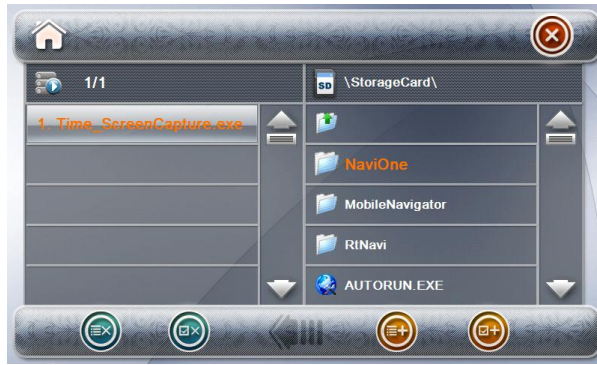 1/1
SD \StorageCard\
1. Time_ScreenCapture.exe
NaviOne
MobileNavigator
RtNavi
AUTORUN.EXE